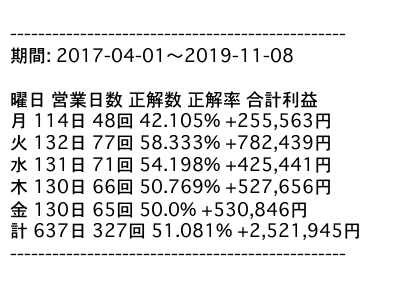 ------------------------------------------------
期間: 2017-04-01〜2019-11-08
曜日 営業日数 正解数 正解率 合計利益
月 114日 48回 42.105% +255,563円
火 132日 77回 58.333% +782,439円
水 131日 71回 54.198% +425,441円
木 130日 66回 50.769% +527,656円
金 130日 65回 50.0% +530,846円
計 637日 327回 51.081% +2,521,945円
------------------------------------------------